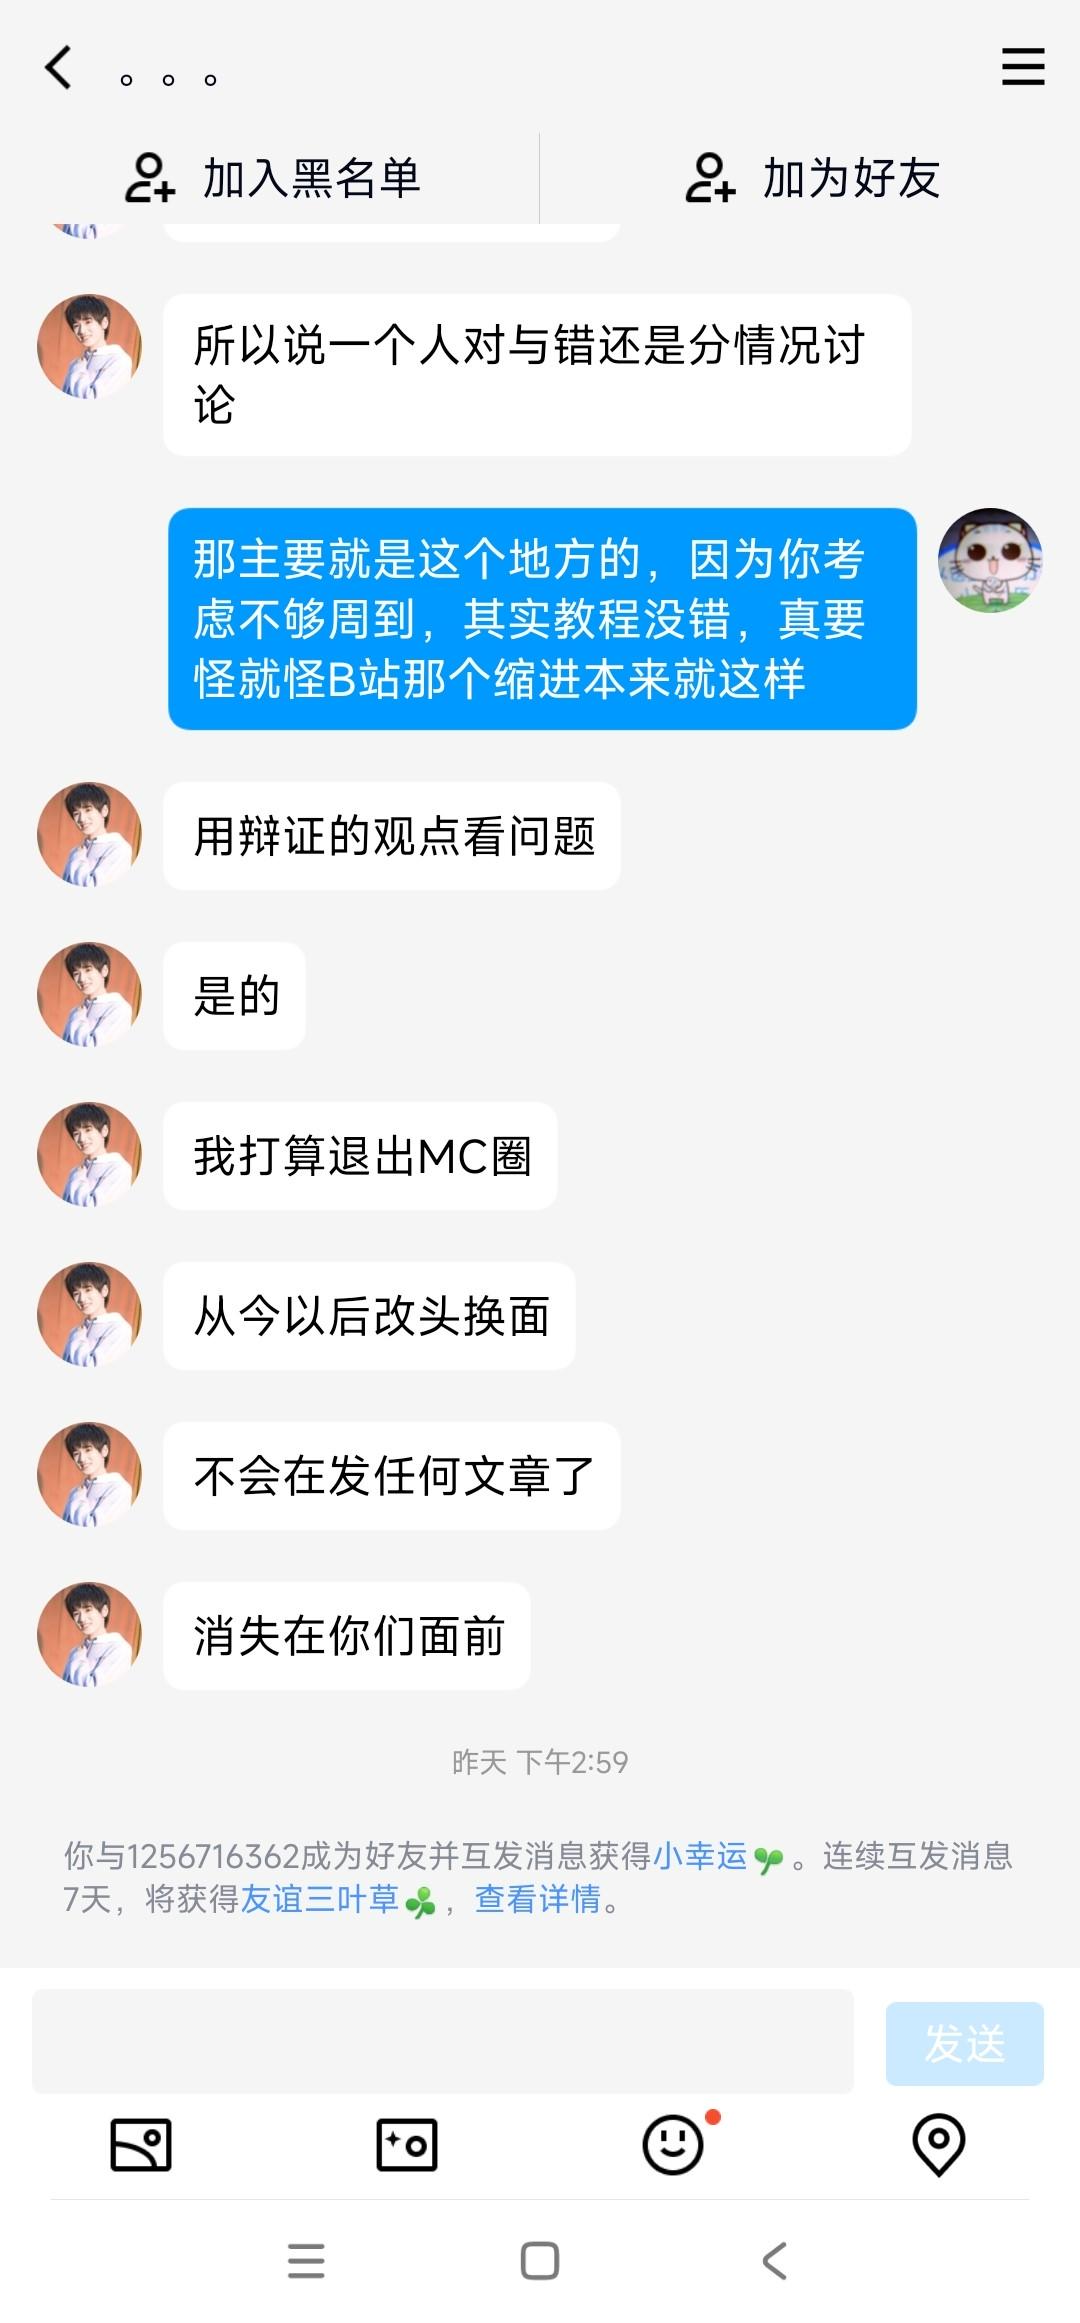 。。。
加入黑名单
加为好友
所以说一个人对与错还是分情况讨
论
那主要就是这个地方的，因为你考
虑不够周到，其实教程没错，真要
怪就怪B站那个缩进本来就这样
用辩证的观点看问题
是的
我打算退出MC圈
从今以后改头换面
不会在发任何文章了
消失在你们面前
昨天 下午2:59
你与1256716362成为好友并互发消息获得小幸运。连续互发消息
7天，将获得友谊三叶草，查看详情。
发送